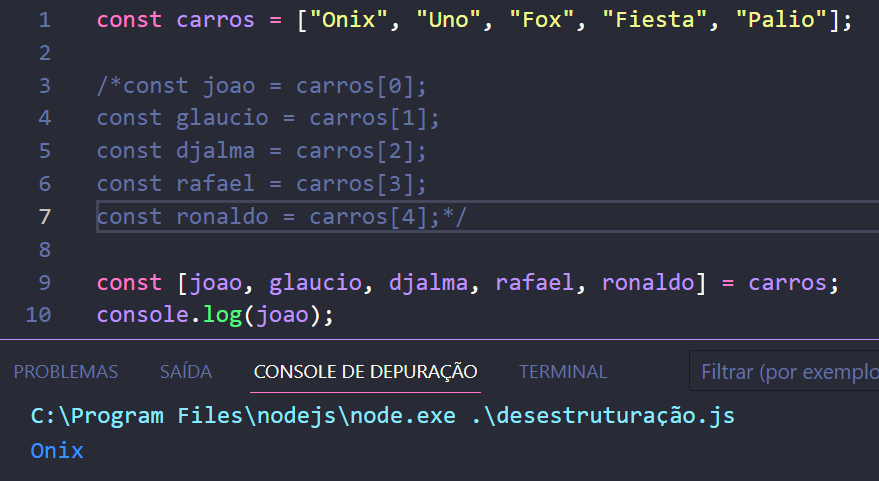 1 const carros = ["Onix", "Uno", "Fox", "Fiesta", "Palio"];
2
3 /*const joao = carros[0];
4 const glaucio = carros[1];
5 const djalma = carros[2];
6 const rafael = carros[3];
7 const ronaldo = carros[4];*/
8
9 const [joao, glaucio, djalma, rafael, ronaldo] = carros;
10 console.log(joao);
PROBLEMAS SAÍDA CONSOLE DE DEPURAÇÃO TERMINAL Filtrar (por exemplo
C:\Program Files\nodejs\node.exe .\desestruturação.js
Onix